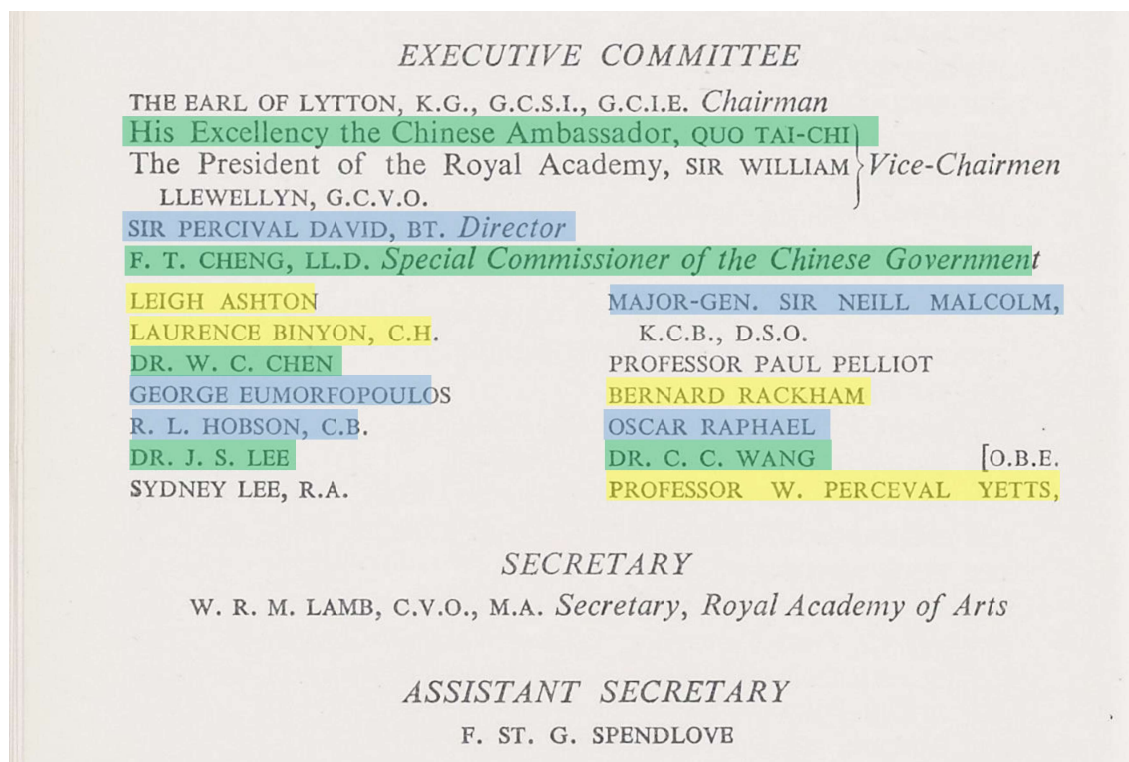 EXECUTIVE COMMITTEE
THE EARL OF LYTTON, K.G., G.C.S.I., G.C.I.E. Chairman
His Excellency the Chinese Ambassador, QUO TAI-CHI
The President of the Royal Academy, SIR WILLIAM
LLEWELLYN, G.C.V.O.
Vice-Chairmen
SIR PERCIVAL DAVID, BT. Director
F. T. CHENG, LL.D. Special Commissioner of the Chinese Government
LEIGH ASHTON
LAURENCE BINYON, C.H.
DR. W. C. CHEN
GEORGE EUMORFOPOULOS
R. L. HOBSON, C.B.
DR. J. S. LEE
SYDNEY LEE, R.A.
MAJOR-GEN. SIR NEILL MALCOLM,
K.C.B., D.S.O.
PROFESSOR PAUL PELLIOT
BERNARD RACKHAM
OSCAR RAPHAEL
DR. C. C. WANG [O.B.E.
PROFESSOR W. PERCEVAL YETTS,
SECRETARY
W. R. M. LAMB, C.V.O., M.A. Secretary, Royal Academy of Arts
ASSISTANT SECRETARY
F. ST. G. SPENDLOVE